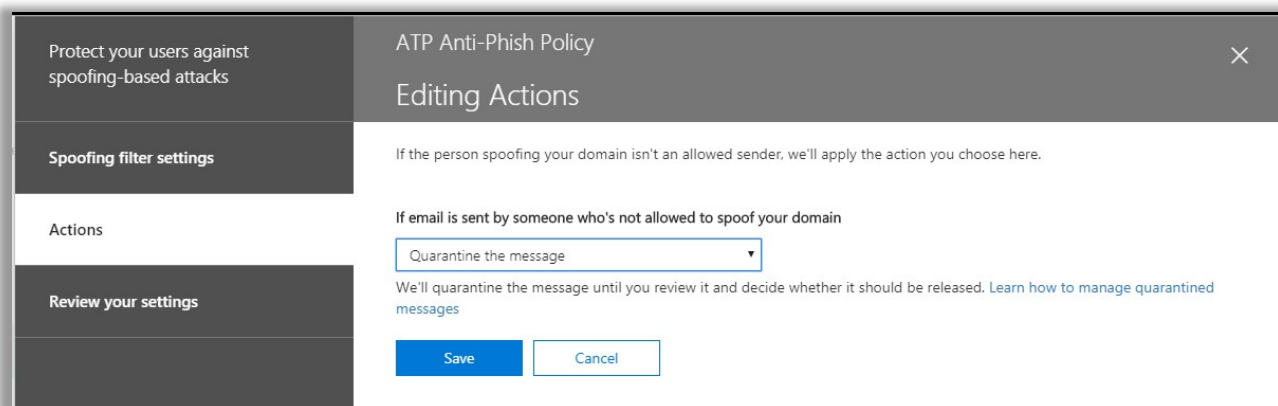 Protect your users against
spoofing-based attacks
Spoofing filter settings
Actions
Review your settings
ATP Anti-Phish Policy
Editing Actions
If the person spoofing your domain isn't an allowed sender, we'll apply the action you choose here.
If email is sent by someone who's not allowed to spoof your domain
Quarantine the message
We'll quarantine the message until you review it and decide whether it should be released. Learn how to manage quarantined
messages
Save
Cancel